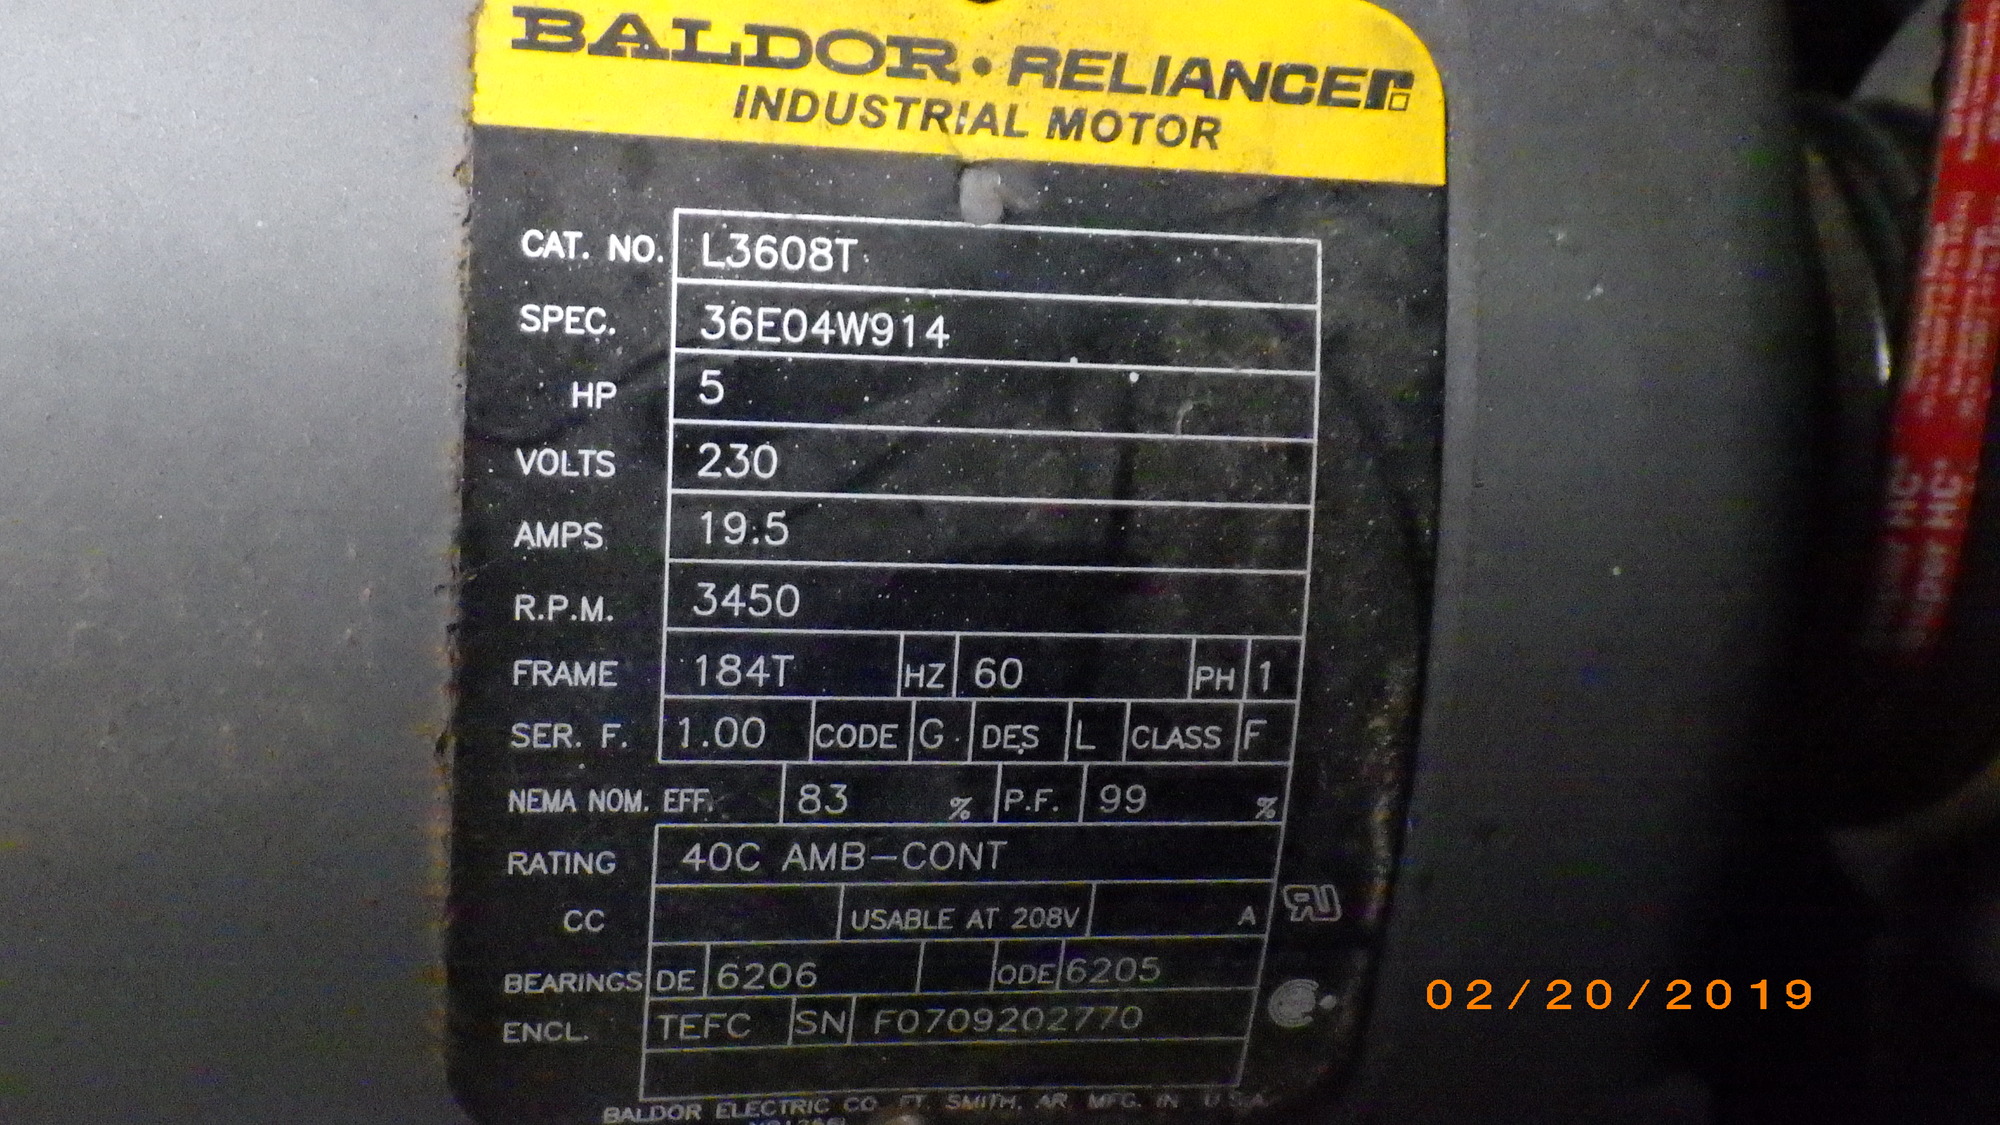 BALDOR • RELIANCE
INDUSTRIAL MOTOR
CAT. NO. L3608T
SPEC. 36E04W914
HP 5
VOLTS 230
AMPS 19.5
R.P.M. 3450
FRAME 184T HZ 60 PH 1
SER. F. 1.00 CODE G DES L CLASS F
NEMA NOM. EFF. 83 % P.F. 99 %
RATING 40C AMB-CONT
CC USABLE AT 208V A
BEARINGS DE 6206 ODE 6205
ENCL. TEFC SN F0709202770
BALDOR ELECTRIC CO FT. SMITH, AR MFG. IN U.S.A.
02/20/2019